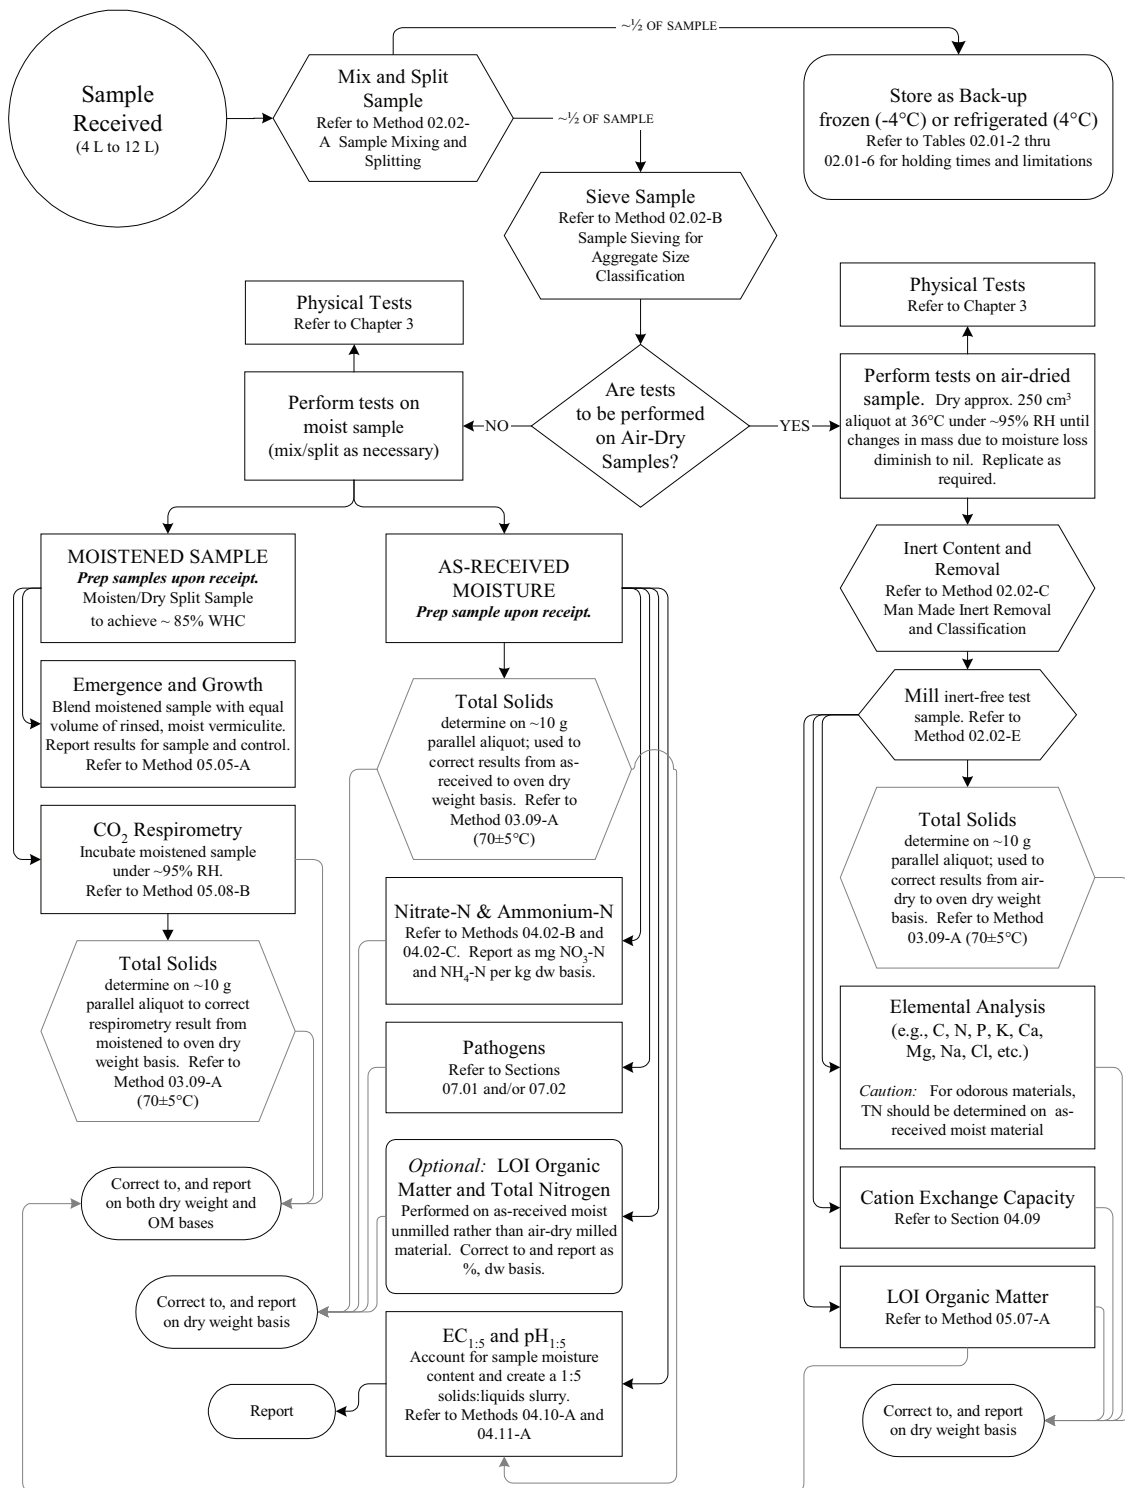 ~½ OF SAMPLE
Sample
Received
(4 L to 12 L)
Mix and Split
Sample
Refer to Method 02.02-
A Sample Mixing and
Splitting
~½ OF SAMPLE
Store as Back-up
frozen (-4°C) or refrigerated (4°C)
Refer to Tables 02.01-2 thru
02.01-6 for holding times and limitations
Sieve Sample
Refer to Method 02.02-B
Sample Sieving for
Aggregate Size
Classification
Physical Tests
Refer to Chapter 3
Physical Tests
Refer to Chapter 3
Perform tests on
moist sample
(mix/split as necessary)
NO
Are tests
to be performed
on Air-Dry
Samples?
YES
Perform tests on air-dried
sample. Dry approx. 250 cm³
aliquot at 36°C under ~95% RH until
changes in mass due to moisture loss
diminish to nil. Replicate as
required.
MOISTENED SAMPLE
Prep samples upon receipt.
Moisten/Dry Split Sample
to achieve ~ 85% WHC
AS-RECEIVED
MOISTURE
Prep sample upon receipt.
Inert Content and
Removal
Refer to Method 02.02-C
Man Made Inert Removal
and Classification
Emergence and Growth
Blend moistened sample with equal
volume of rinsed, moist vermiculite.
Report results for sample and control.
Refer to Method 05.05-A
Total Solids
determine on ~10 g
parallel aliquot; used to
correct results from as-
received to oven dry
weight basis. Refer to
Method 03.09-A
(70±5°C)
Mill inert-free test
sample. Refer to
Method 02.02-E
CO₂ Respirometry
Incubate moistened sample
under ~95% RH.
Refer to Method 05.08-B
Total Solids
determine on ~10 g
parallel aliquot; used to
correct results from air-
dry to oven dry weight
basis. Refer to Method
03.09-A (70±5°C)
Nitrate-N & Ammonium-N
Refer to Methods 04.02-B and
04.02-C. Report as mg NO₃-N
and NH₄-N per kg dw basis.
Total Solids
determine on ~10 g
parallel aliquot to correct
respirometry result from
moistened to oven dry
weight basis. Refer to
Method 03.09-A
(70±5°C)
Pathogens
Refer to Sections
07.01 and/or 07.02
Elemental Analysis
(e.g., C, N, P, K, Ca,
Mg, Na, Cl, etc.)
Caution: For odorous materials,
TN should be determined on as-
received moist material
Correct to, and report
on both dry weight and
OM bases
Optional: LOI Organic
Matter and Total Nitrogen
Performed on as-received moist
unmilled rather than air-dry milled
material. Correct to and report as
%, dw basis.
Cation Exchange Capacity
Refer to Section 04.09
Correct to, and report
on dry weight basis
LOI Organic Matter
Refer to Method 05.07-A
EC₁:₅ and pH₁:₅
Account for sample moisture
content and create a 1:5
solids:liquids slurry.
Refer to Methods 04.10-A and
04.11-A
Report
Correct to, and report
on dry weight basis